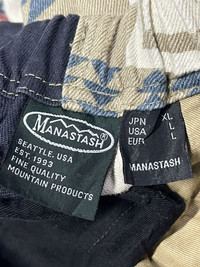 MANASTASH®
SEATTLE, USA
EST. 1993
FINE QUALITY
MOUNTAIN PRODUCTS
JPN XL
USA L
EUR L
MANASTASH